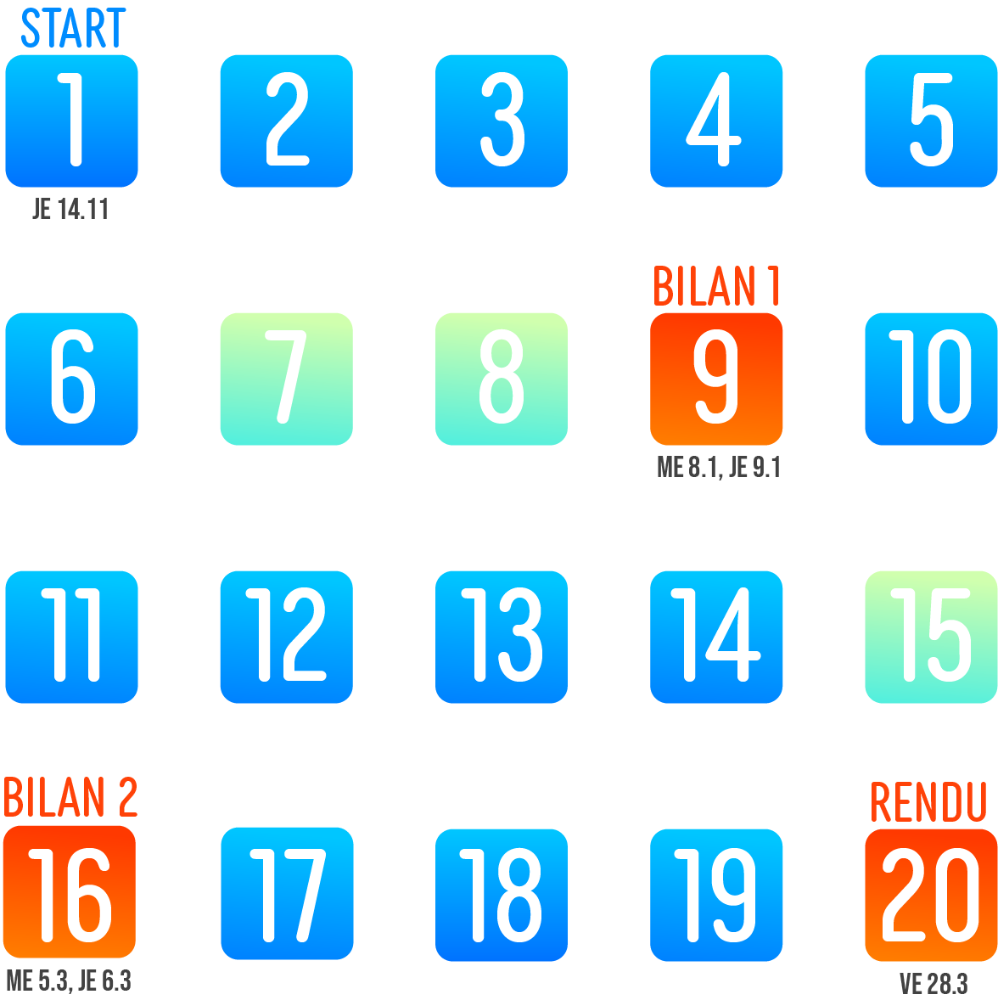 START
1 2 3 4 5
JE 14.11
BILAN 1
6 7 8 9 10
ME 8.1, JE 9.1
11 12 13 14 15
BILAN 2 RENDU
16 17 18 19 20
ME 5.3, JE 6.3 VE 28.3